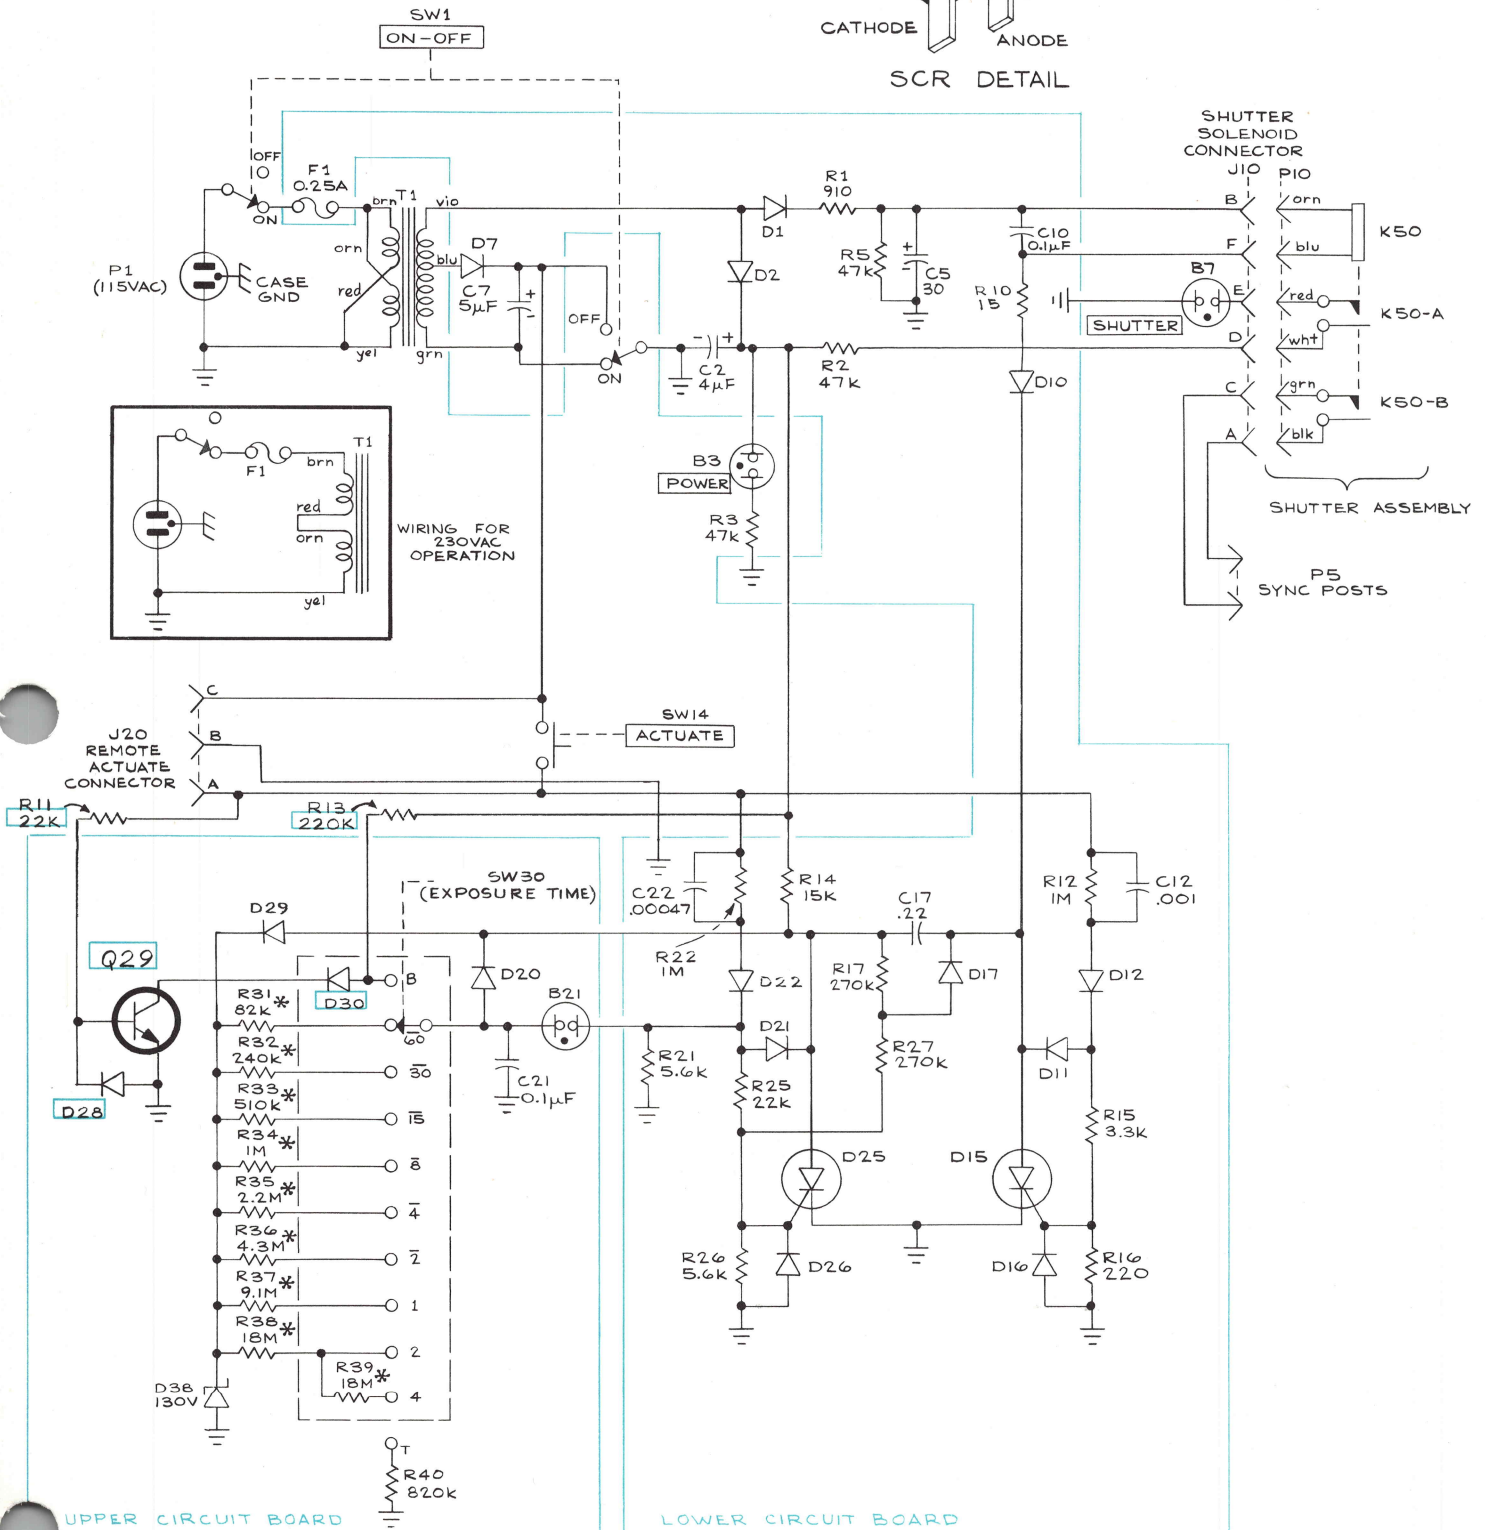 SW1
ON-OFF
CATHODE
ANODE
SCR DETAIL
SHUTTER
SOLENOID
CONNECTOR
J10
P10
OFF
F1
0.25A
ON
brn
T1
vio
orn
red
yel
blu
grn
D7
C7
5µF
+
-
P1
(115VAC)
CASE
GND
OFF
ON
D1
R1
910
D2
R5
47K
+
-
C5
30
C10
0.1µF
R10
15
B
orn
F
blu
K50
B7
E
red
K50-A
SHUTTER
D
wht
C
grn
K50-B
A
blk
SHUTTER ASSEMBLY
- +
C2
4µF
R2
47K
D10
B3
POWER
R3
47K
P5
SYNC POSTS
F1
brn
T1
red
orn
yel
WIRING FOR
230VAC
OPERATION
C
J20
REMOTE
ACTUATE
CONNECTOR
B
A
SW14
ACTUATE
R11
22K
R13
220K
SW30
(EXPOSURE TIME)
C22
.00047
R14
15K
R12
1M
C12
.001
D29
R22
1M
C17
.22
Q29
D30
B
D20
B21
D22
R17
270K
D17
D12
R31
82K*
60
R32
240K*
30
C21
0.1µF
R21
5.6K
D21
R27
270K
D11
R25
22K
D28
R33
510K*
15
R15
3.3K
R34
1M*
8
D25
D15
R35
2.2M*
4
R36
4.3M*
2
R26
5.6K
D26
D16
R16
220
R37
9.1M*
1
R38
18M*
2
R39
18M*
4
D38
130V
T
R40
820K
UPPER CIRCUIT BOARD
LOWER CIRCUIT BOARD